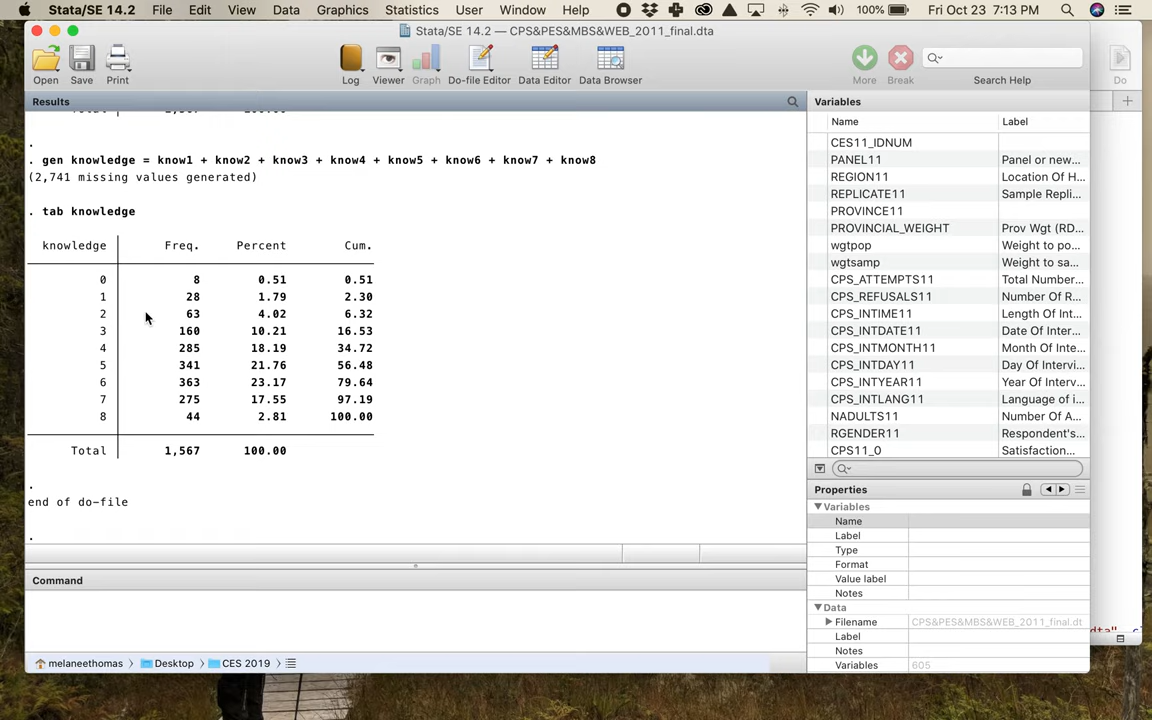 Stata/SE 14.2 File Edit View Data Graphics Statistics User Window Help 100% Fri Oct 23 7:13 PM
Stata/SE 14.2 — CPS&PES&MBS&WEB_2011_final.dta
Open Save Print Log Viewer Graph Do-file Editor Data Editor Data Browser More Break Search Help Do
Results
.
. gen knowledge = know1 + know2 + know3 + know4 + know5 + know6 + know7 + know8
(2,741 missing values generated)
. tab knowledge
knowledge Freq. Percent Cum.
0 8 0.51 0.51
1 28 1.79 2.30
2 63 4.02 6.32
3 160 10.21 16.53
4 285 18.19 34.72
5 341 21.76 56.48
6 363 23.17 79.64
7 275 17.55 97.19
8 44 2.81 100.00
Total 1,567 100.00
.
end of do-file
.
Command
melaneethomas Desktop CES 2019
Variables
Name Label
CES11_IDNUM
PANEL11 Panel or new...
REGION11 Location Of H...
REPLICATE11 Sample Repli...
PROVINCE11
PROVINCIAL_WEIGHT Prov Wgt (RD...
wgtpop Weight to po...
wgtsamp Weight to sa...
CPS_ATTEMPTS11 Total Number...
CPS_REFUSALS11 Number Of R...
CPS_INTIME11 Length Of Int...
CPS_INTDATE11 Date Of Inter...
CPS_INTMONTH11 Month Of Inte...
CPS_INTDAY11 Day Of Intervi...
CPS_INTYEAR11 Year Of Interv...
CPS_INTLANG11 Language of i...
NADULTS11 Number Of A...
RGENDER11 Respondent's...
CPS11_0 Satisfaction...
Properties
Variables
Name
Label
Type
Format
Value label
Notes
Data
Filename CPS&PES&MBS&WEB_2011_final.dt
Label
Notes
Variables 605